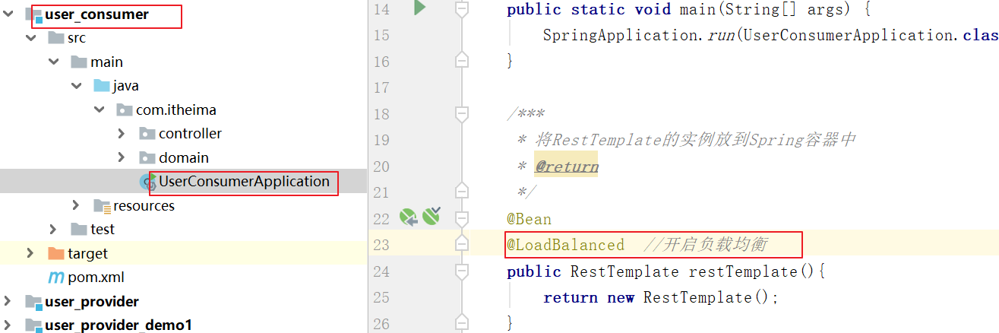 user_consumer
src
main
java
com.itheima
controller
domain
UserConsumerApplication
resources
test
target
pom.xml
user_provider
user_provider_demo1
14 public static void main(String[] args) {
15 SpringApplication.run(UserConsumerApplication.clas
16 }
17
18 /***
19 * 将RestTemplate的实例放到Spring容器中
20 * @return
21 */
22 @Bean
23 @LoadBalanced //开启负载均衡
24 public RestTemplate restTemplate(){
25 return new RestTemplate();
26 }